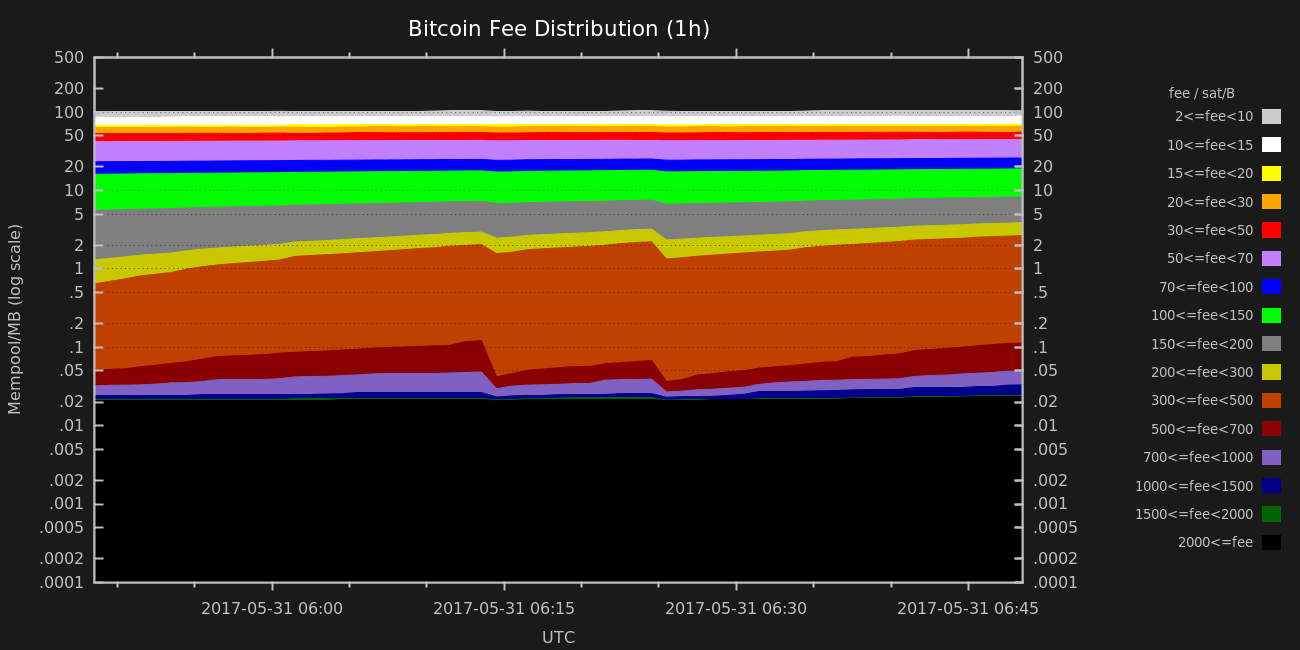 Bitcoin Fee Distribution (1h)
Mempool/MB (log scale)
500
200
100
50
20
10
5
2
1
.5
.2
.1
.05
.02
.01
.005
.002
.001
.0005
.0002
.0001
500
200
100
50
20
10
5
2
1
.5
.2
.1
.05
.02
.01
.005
.002
.001
.0005
.0002
.0001
2017-05-31 06:00
2017-05-31 06:15
2017-05-31 06:30
2017-05-31 06:45
UTC
fee / sat/B
2<=fee<10
10<=fee<15
15<=fee<20
20<=fee<30
30<=fee<50
50<=fee<70
70<=fee<100
100<=fee<150
150<=fee<200
200<=fee<300
300<=fee<500
500<=fee<700
700<=fee<1000
1000<=fee<1500
1500<=fee<2000
2000<=fee